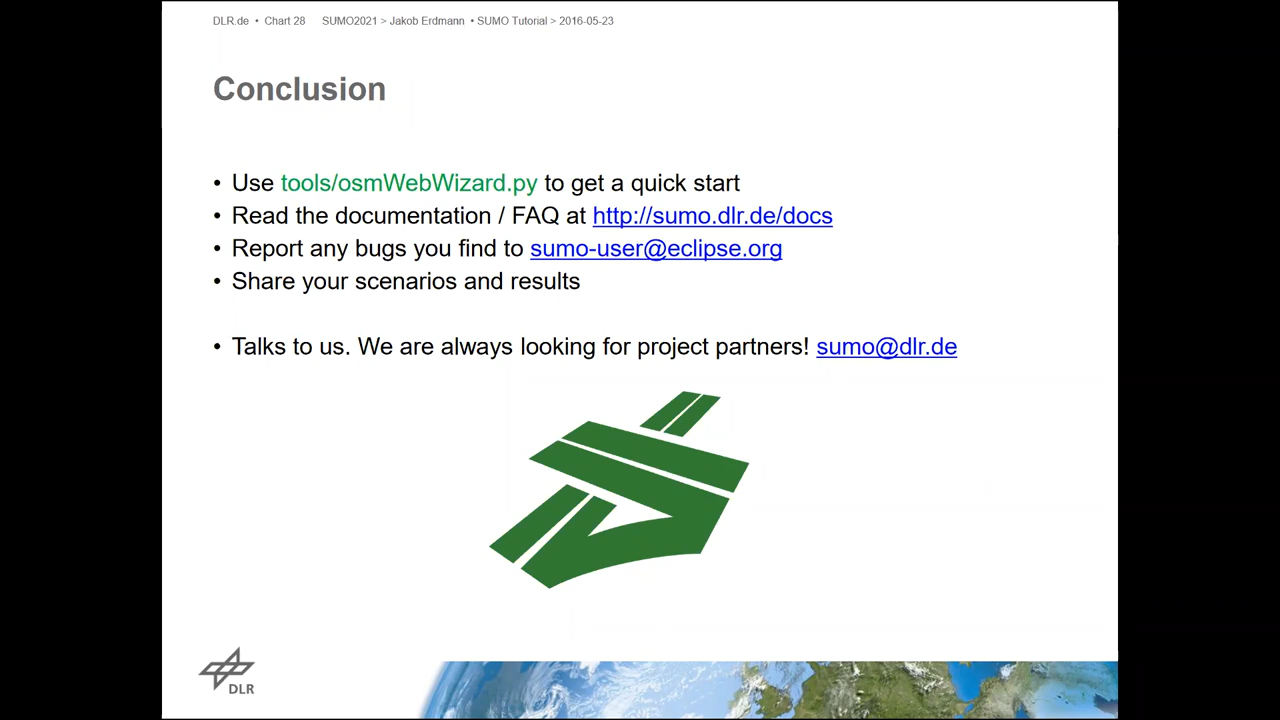 DLR.de • Chart 28 SUMO2021 > Jakob Erdmann • SUMO Tutorial > 2016-05-23
Conclusion
• Use tools/osmWebWizard.py to get a quick start
• Read the documentation / FAQ at http://sumo.dlr.de/docs
• Report any bugs you find to sumo-user@eclipse.org
• Share your scenarios and results
• Talks to us. We are always looking for project partners! sumo@dlr.de
DLR